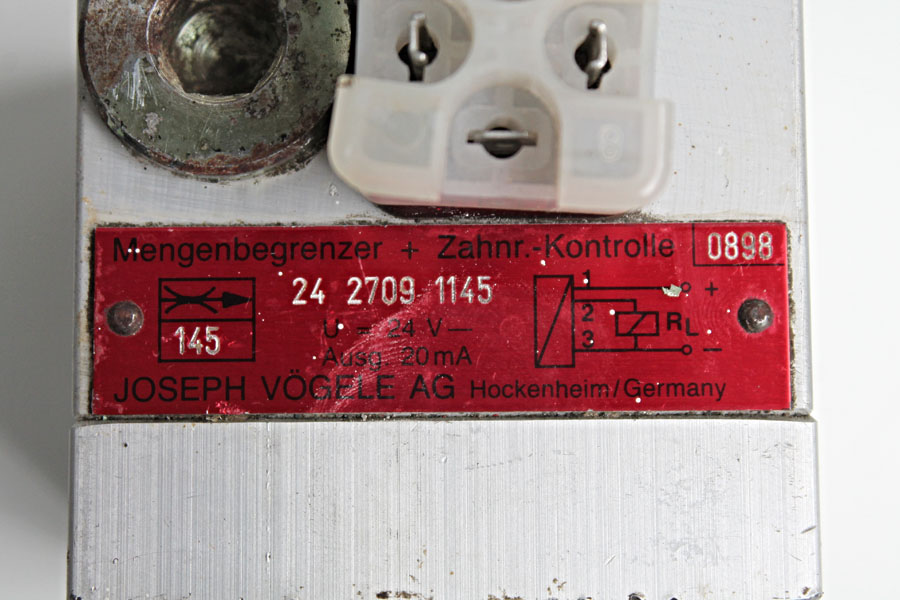 Mengenbegrenzer + Zahnr.-Kontrolle 0898
24 2709 1145
145
U = 24 V—
Ausg. 20mA
1
2
3
+
RL
–
JOSEPH VÖGELE AG Hockenheim/Germany